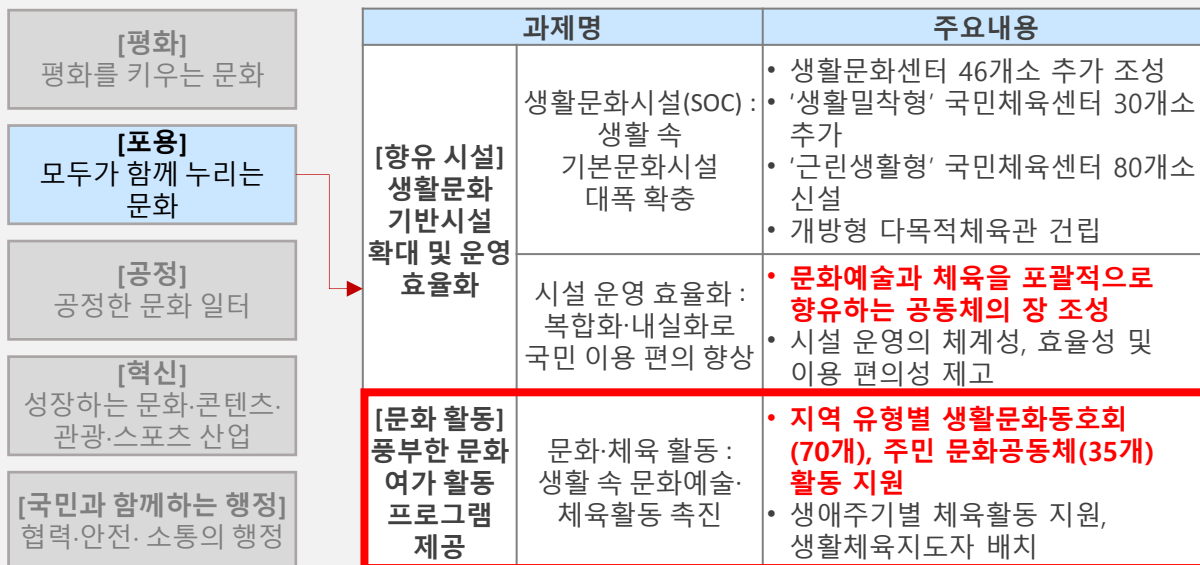 [평화]
평화를 키우는 문화
[포용]
모두가 함께 누리는
문화
[공정]
공정한 문화 일터
[혁신]
성장하는 문화·콘텐츠·
관광·스포츠 산업
[국민과 함께하는 행정]
협력·안전· 소통의 행정
과제명
주요내용
[향유 시설]
생활문화
기반시설
확대 및 운영
효율화
생활문화시설(SOC) :
생활 속
기본문화시설
대폭 확충
• 생활문화센터 46개소 추가 조성
• '생활밀착형' 국민체육센터 30개소
추가
• '근린생활형' 국민체육센터 80개소
신설
• 개방형 다목적체육관 건립
시설 운영 효율화 :
복합화·내실화로
국민 이용 편의 향상
• 문화예술과 체육을 포괄적으로
향유하는 공동체의 장 조성
• 시설 운영의 체계성, 효율성 및
이용 편의성 제고
[문화 활동]
풍부한 문화
여가 활동
프로그램
제공
문화·체육 활동 :
생활 속 문화예술·
체육활동 촉진
• 지역 유형별 생활문화동호회
(70개), 주민 문화공동체(35개)
활동 지원
• 생애주기별 체육활동 지원,
생활체육지도자 배치